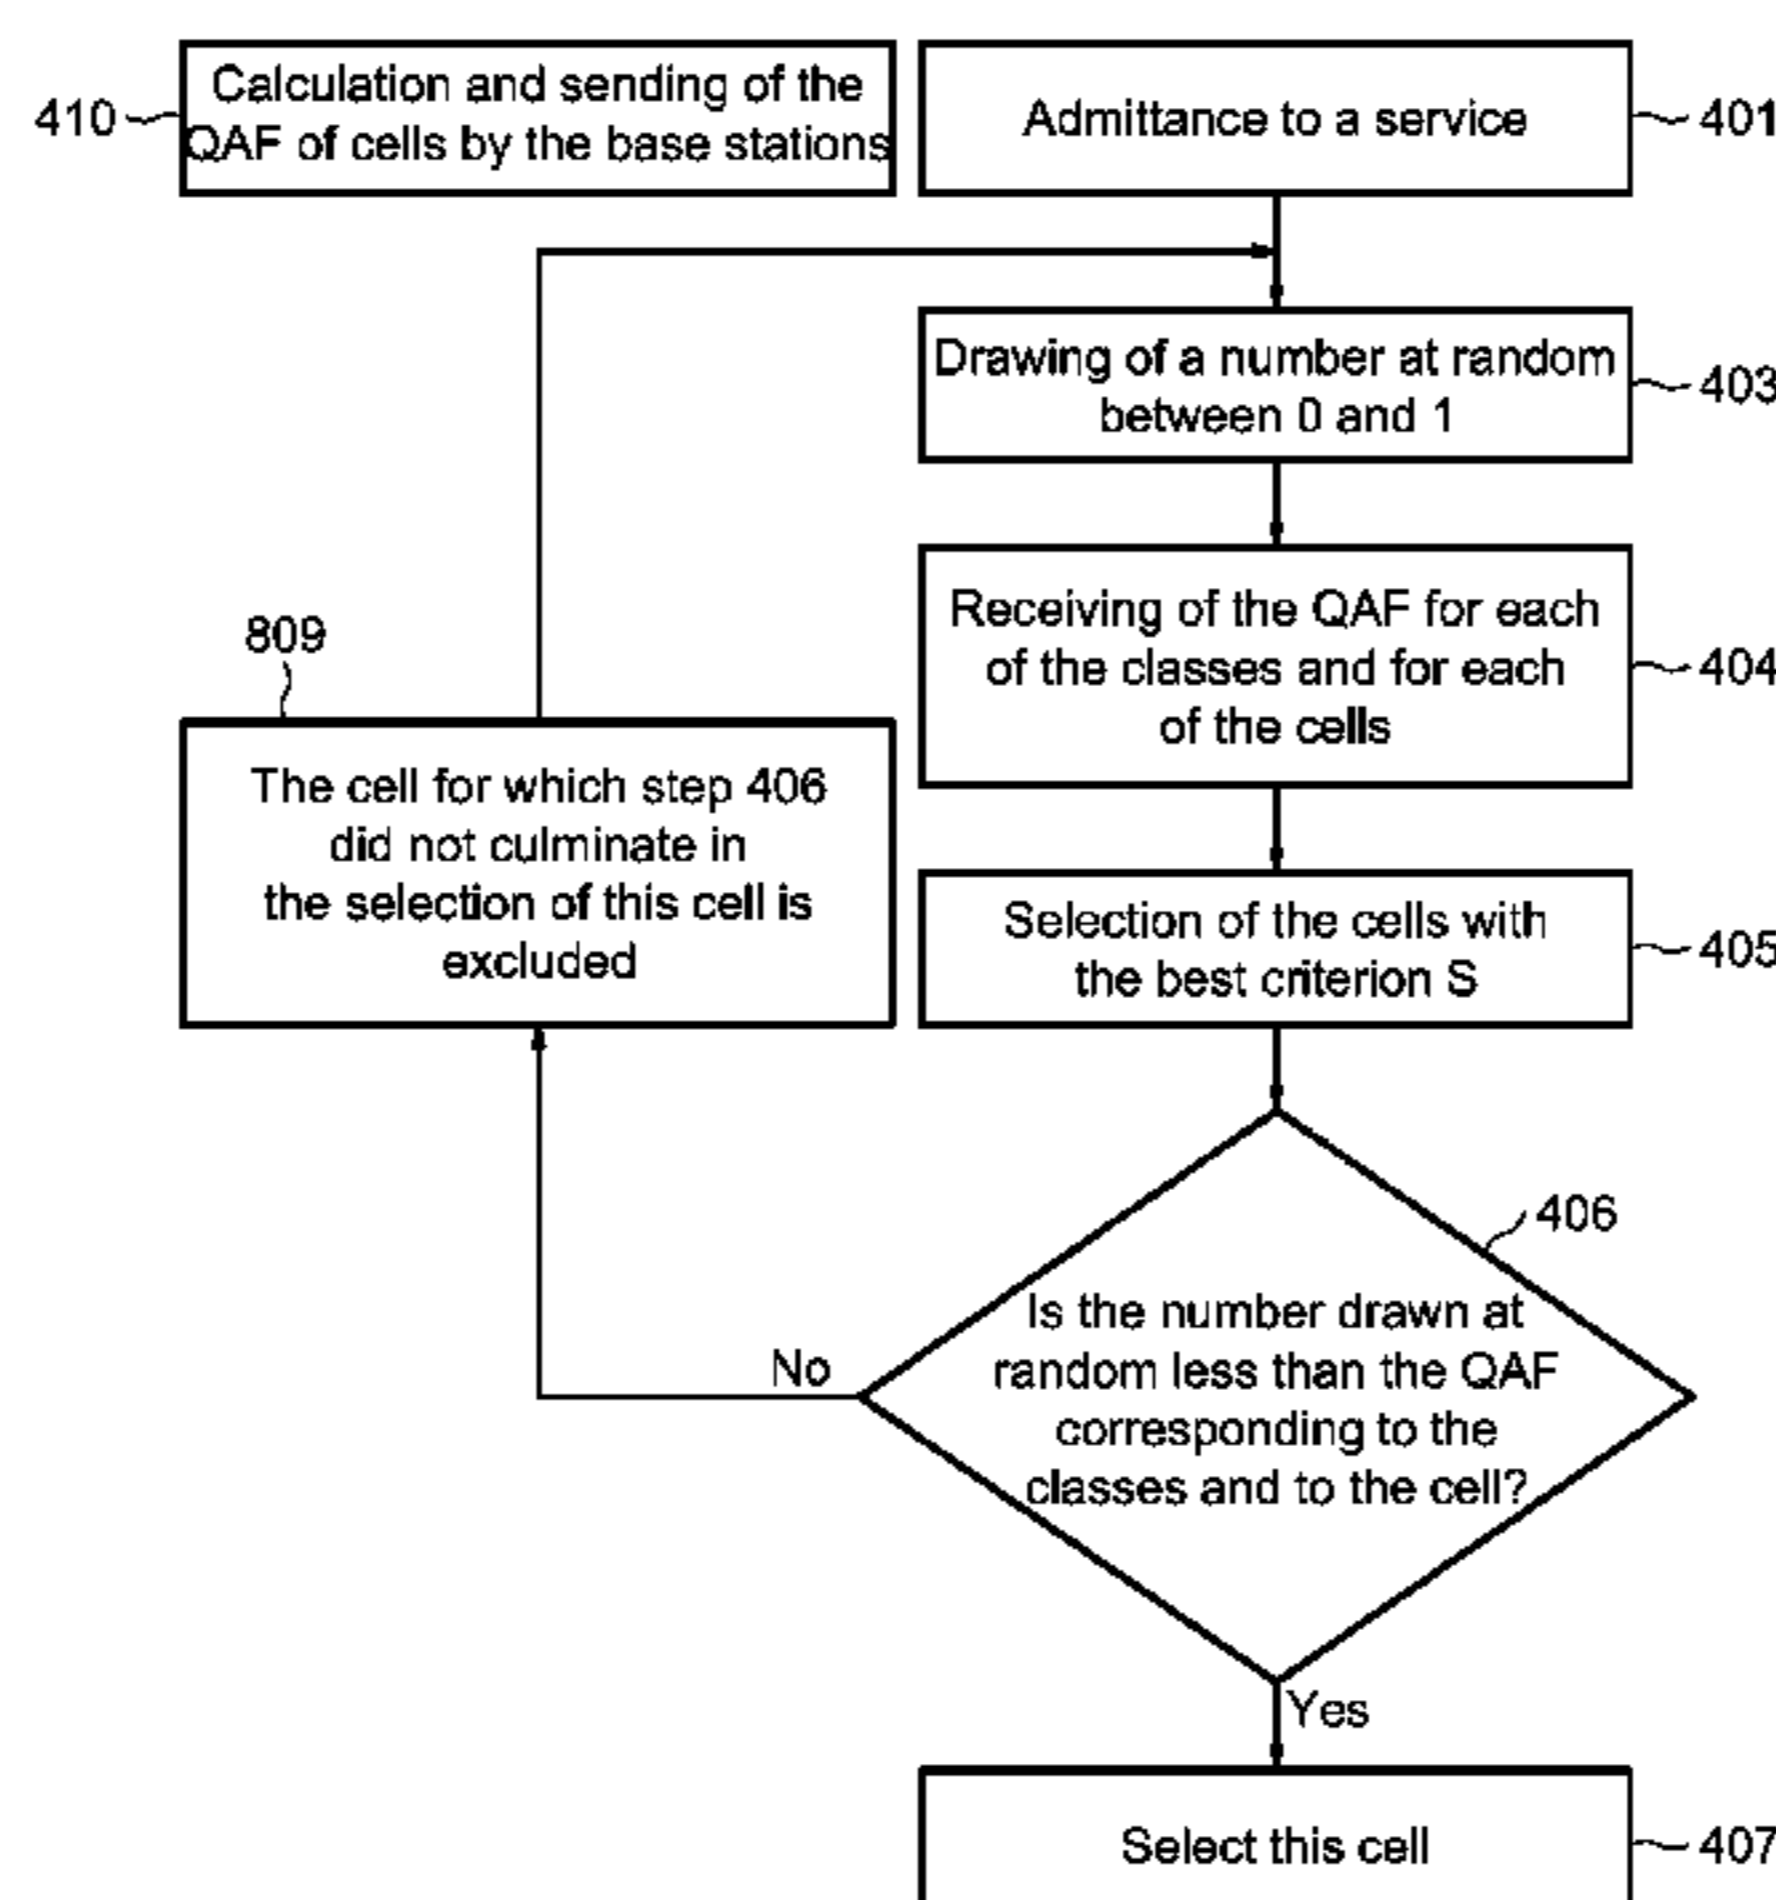 410
Calculation and sending of the
QAF of cells by the base stations
Admittance to a service
401
Drawing of a number at random
between 0 and 1
403
Receiving of the QAF for each
of the classes and for each
of the cells
404
809
The cell for which step 406
did not culminate in
the selection of this cell is
excluded
Selection of the cells with
the best criterion S
405
406
Is the number drawn at
random less than the QAF
corresponding to the
classes and to the cell?
No
Yes
Select this cell
407